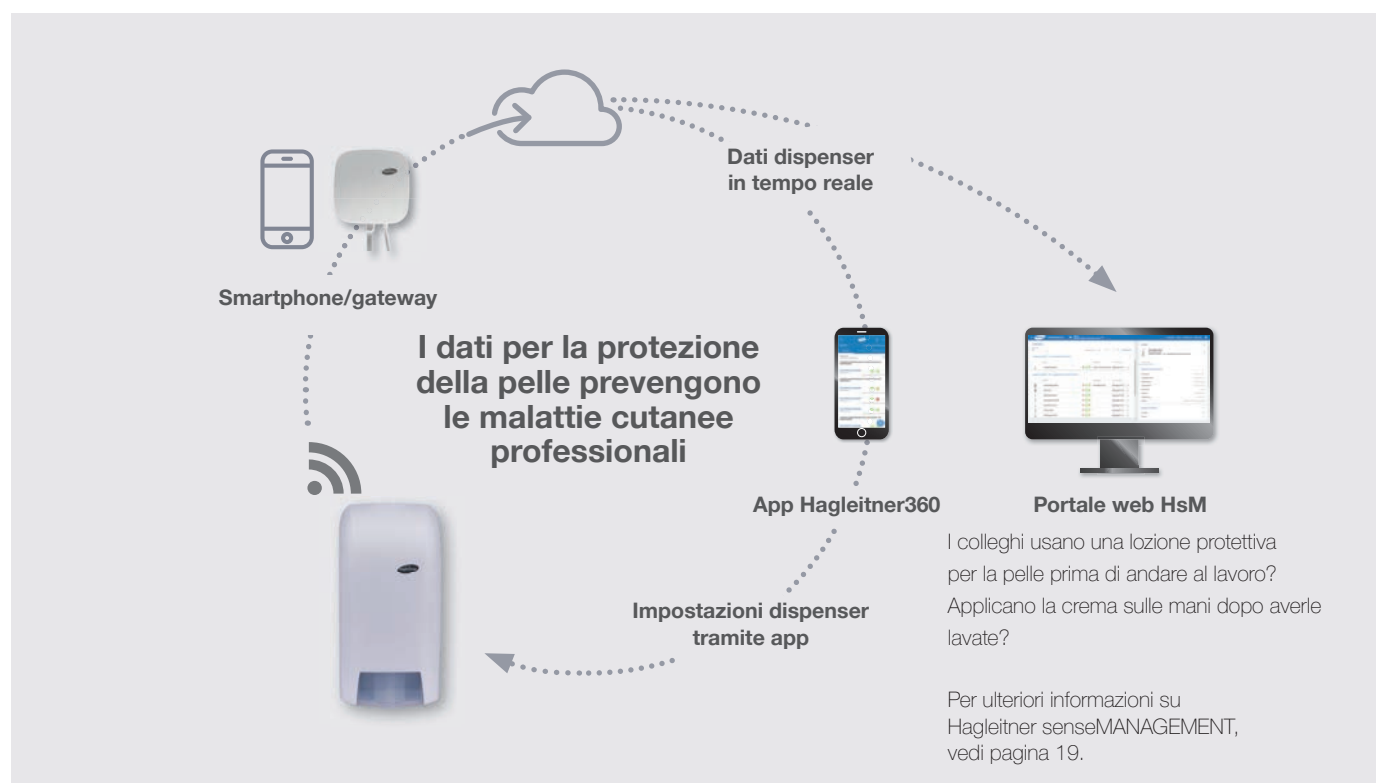 Dati dispenser
in tempo reale
Smartphone/gateway
I dati per la protezione
della pelle prevengono
le malattie cutanee
professionali
App Hagleitner360
Portale web HsM
I colleghi usano una lozione protettiva
per la pelle prima di andare al lavoro?
Applicano la crema sulle mani dopo averle
lavate?
Impostazioni dispenser
tramite app
Per ulteriori informazioni su
Hagleitner senseMANAGEMENT,
vedi pagina 19.